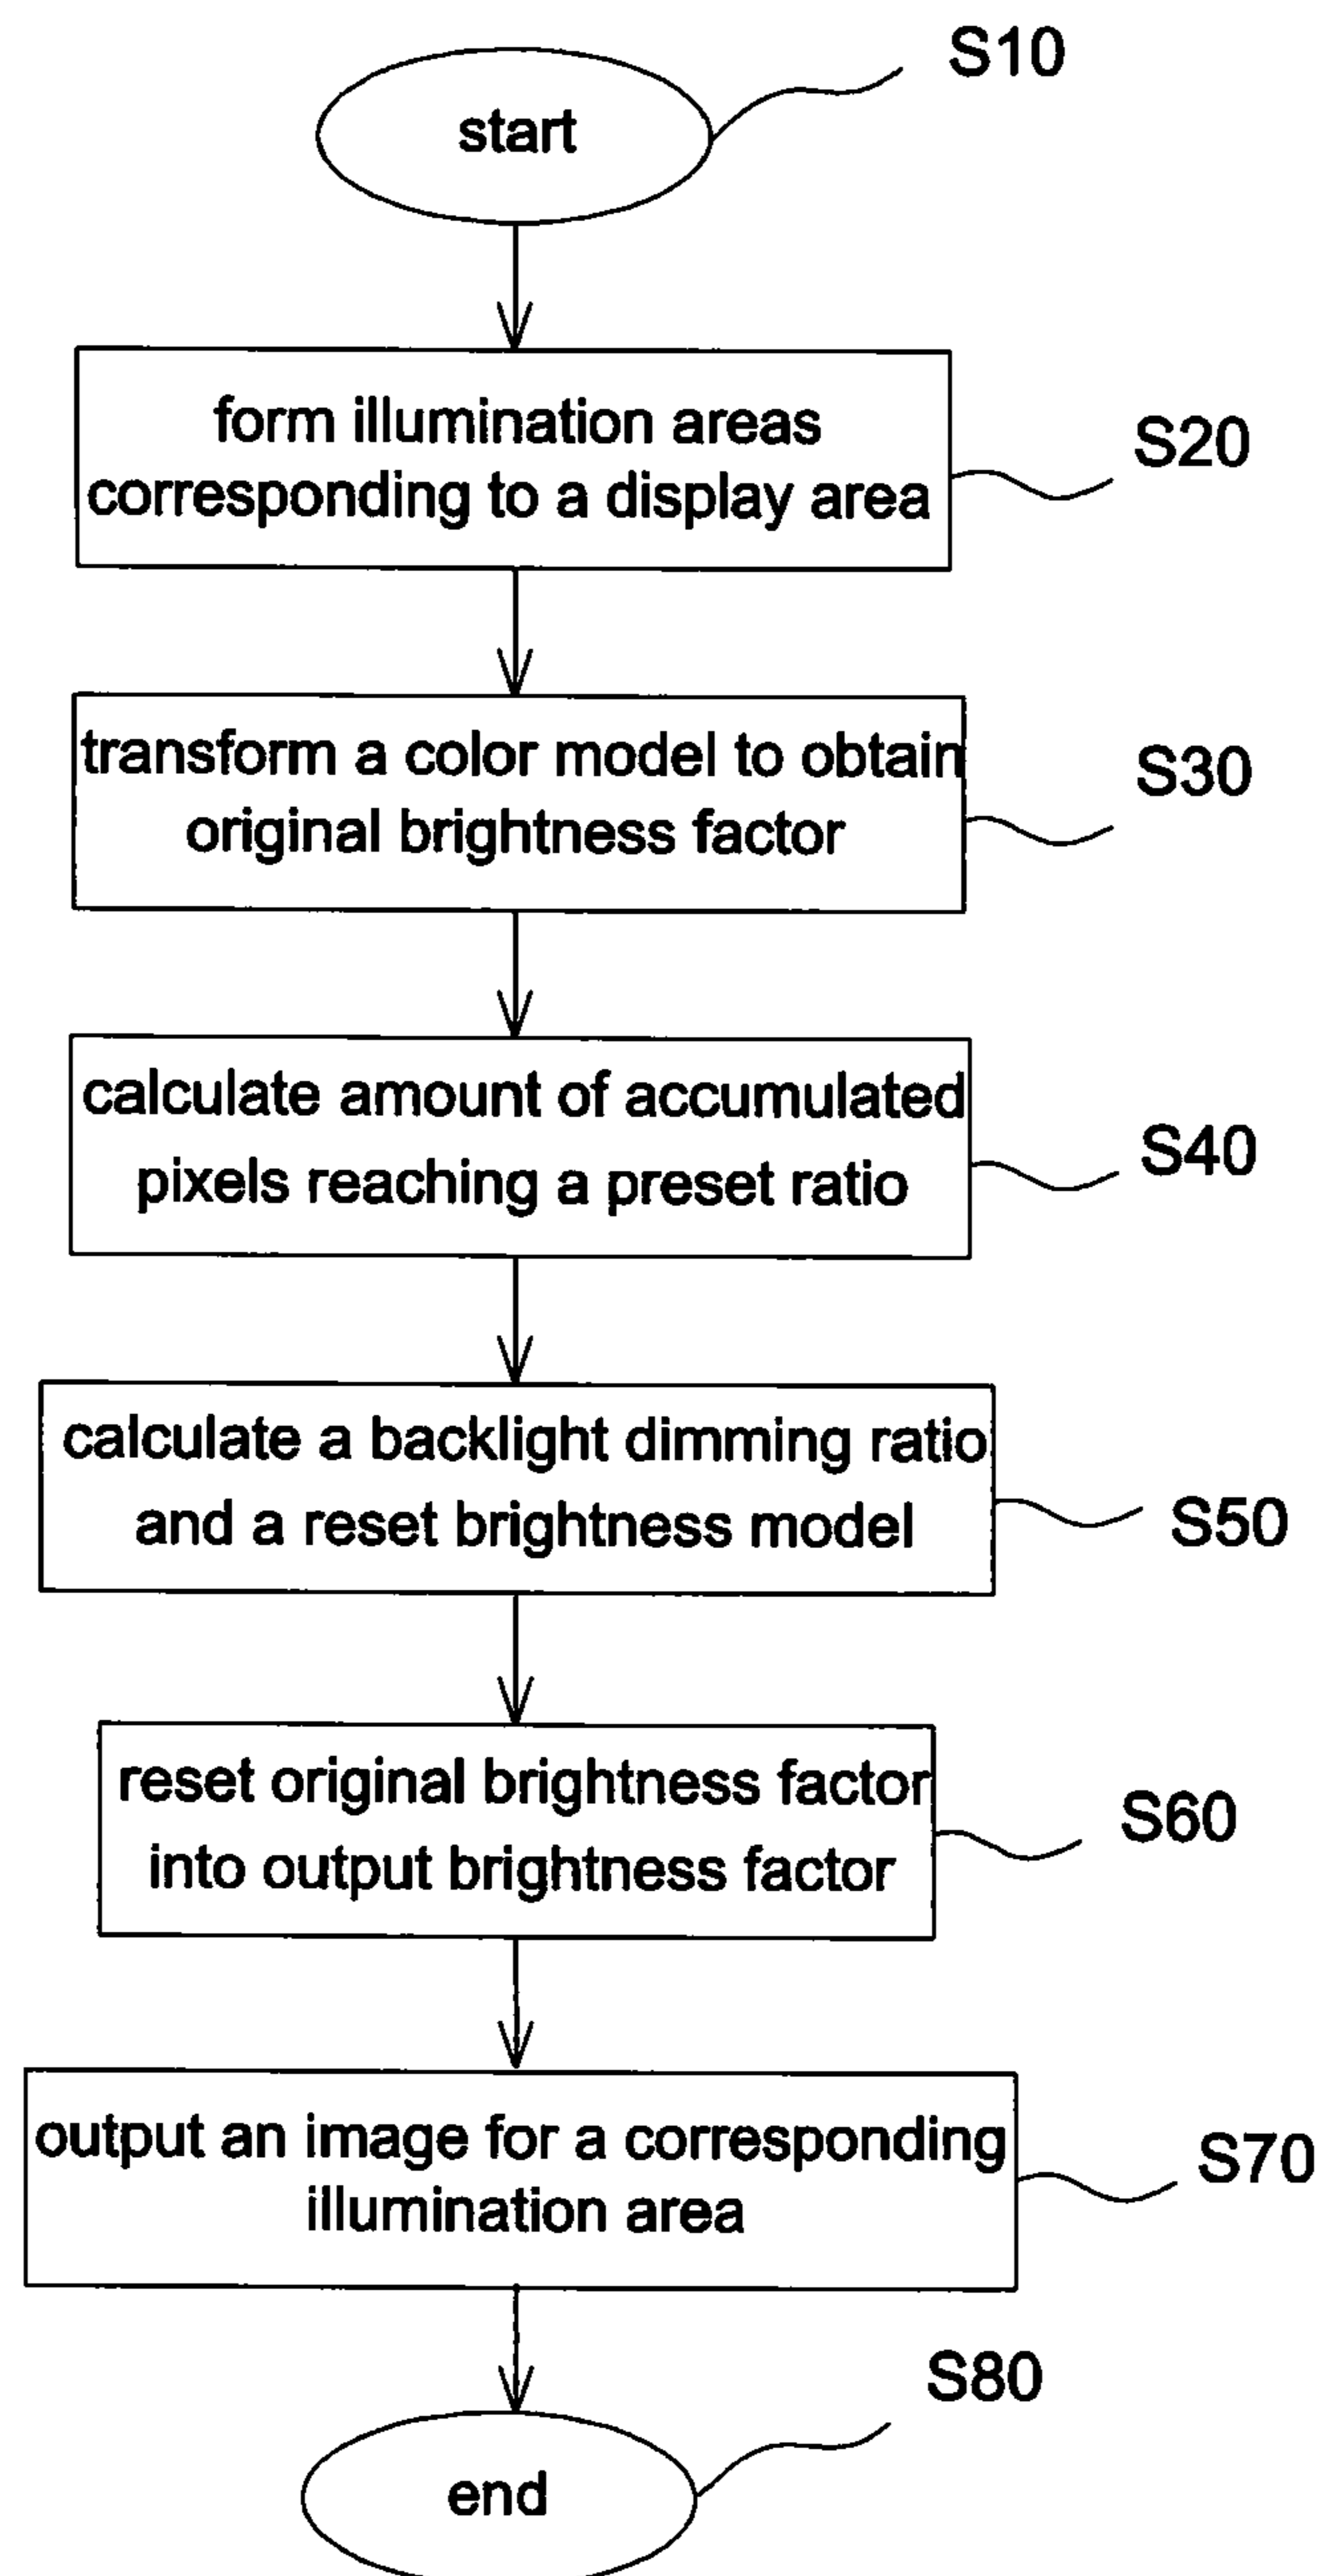 S10
start
form illumination areas
corresponding to a display area
S20
transform a color model to obtain
original brightness factor
S30
calculate amount of accumulated
pixels reaching a preset ratio
S40
calculate a backlight dimming ratio
and a reset brightness model
S50
reset original brightness factor
into output brightness factor
S60
output an image for a corresponding
illumination area
S70
S80
end